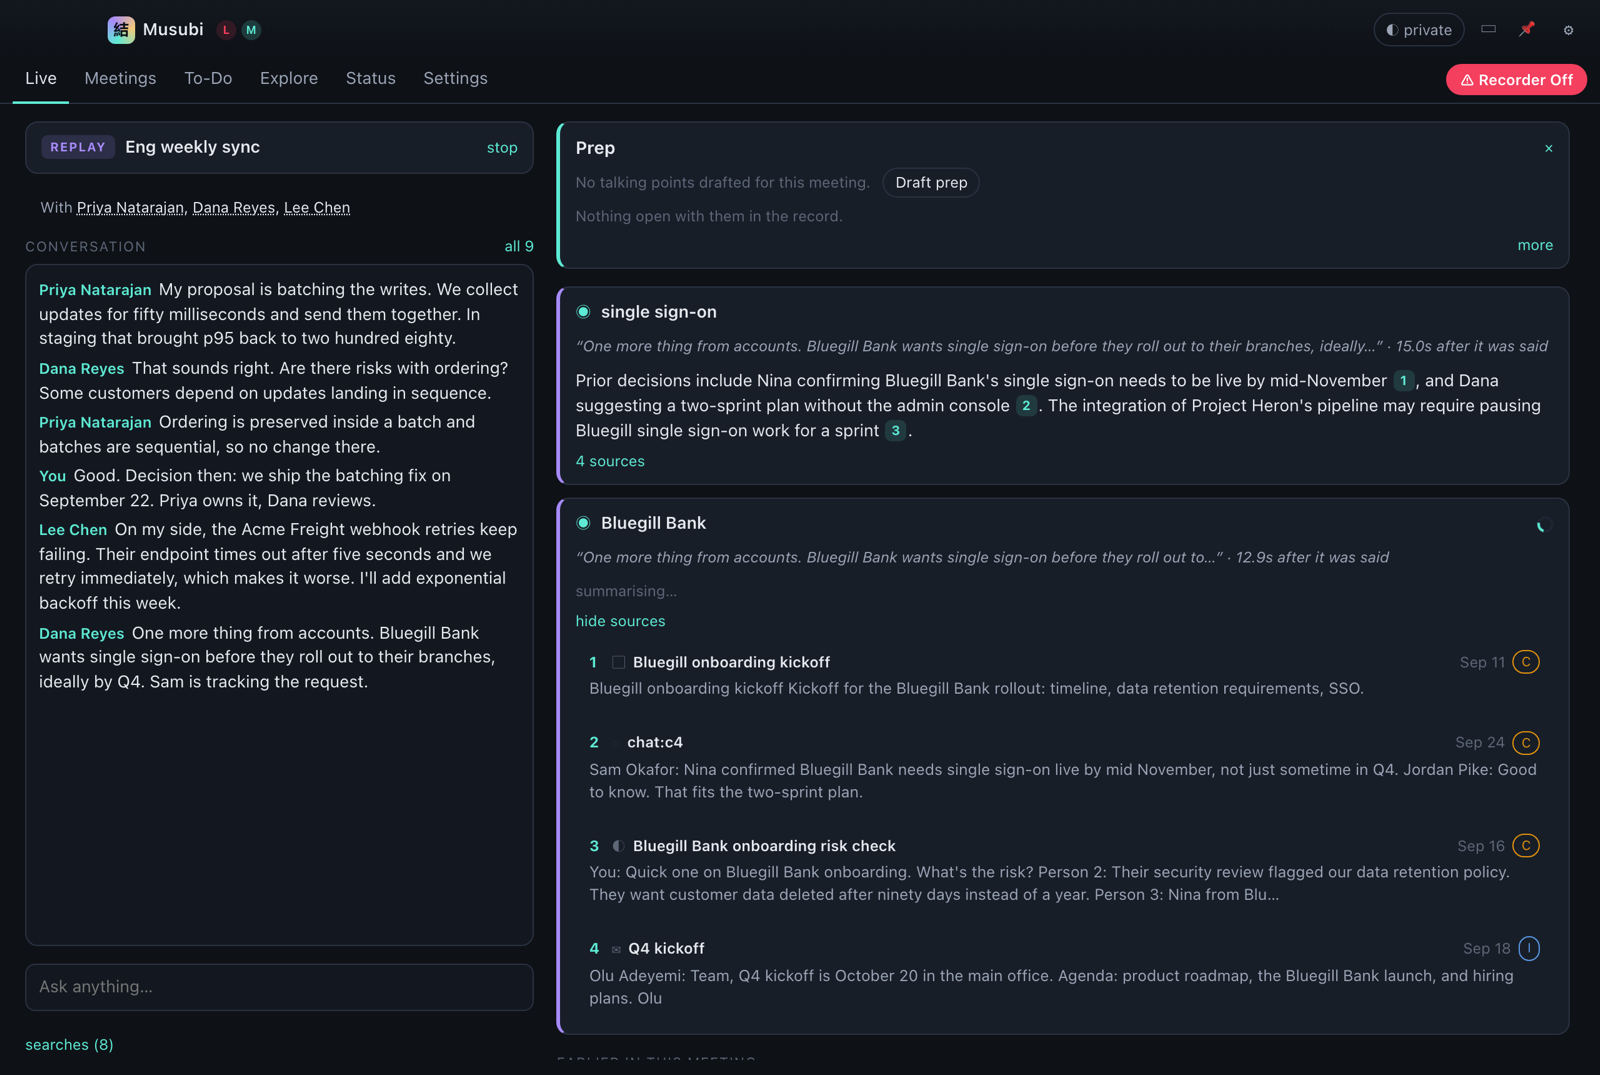 結 Musubi L M
private
Live Meetings To-Do Explore Status Settings
Recorder Off
REPLAY Eng weekly sync stop
With Priya Natarajan, Dana Reyes, Lee Chen
CONVERSATION all 9
Priya Natarajan My proposal is batching the writes. We collect
updates for fifty milliseconds and send them together. In
staging that brought p95 back to two hundred eighty.
Dana Reyes That sounds right. Are there risks with ordering?
Some customers depend on updates landing in sequence.
Priya Natarajan Ordering is preserved inside a batch and
batches are sequential, so no change there.
You Good. Decision then: we ship the batching fix on
September 22. Priya owns it, Dana reviews.
Lee Chen On my side, the Acme Freight webhook retries keep
failing. Their endpoint times out after five seconds and we
retry immediately, which makes it worse. I'll add exponential
backoff this week.
Dana Reyes One more thing from accounts. Bluegill Bank
wants single sign-on before they roll out to their branches,
ideally by Q4. Sam is tracking the request.
Ask anything...
searches (8)
Prep ×
No talking points drafted for this meeting. Draft prep
Nothing open with them in the record.
more
single sign-on
“One more thing from accounts. Bluegill Bank wants single sign-on before they roll out to their branches, ideally…” · 15.0s after it was said
Prior decisions include Nina confirming Bluegill Bank's single sign-on needs to be live by mid-November 1, and Dana
suggesting a two-sprint plan without the admin console 2. The integration of Project Heron's pipeline may require pausing
Bluegill single sign-on work for a sprint 3.
4 sources
Bluegill Bank
“One more thing from accounts. Bluegill Bank wants single sign-on before they roll out to…” · 12.9s after it was said
summarising…
hide sources
1 Bluegill onboarding kickoff Sep 11 C
Bluegill onboarding kickoff Kickoff for the Bluegill Bank rollout: timeline, data retention requirements, SSO.
2 chat:c4 Sep 24 C
Sam Okafor: Nina confirmed Bluegill Bank needs single sign-on live by mid November, not just sometime in Q4. Jordan Pike: Good
to know. That fits the two-sprint plan.
3 Bluegill Bank onboarding risk check Sep 16 C
You: Quick one on Bluegill Bank onboarding. What's the risk? Person 2: Their security review flagged our data retention policy.
They want customer data deleted after ninety days instead of a year. Person 3: Nina from Blu…
4 Q4 kickoff Sep 18 I
Olu Adeyemi: Team, Q4 kickoff is October 20 in the main office. Agenda: product roadmap, the Bluegill Bank launch, and hiring
plans. Olu
EARLIER IN THIS MEETING